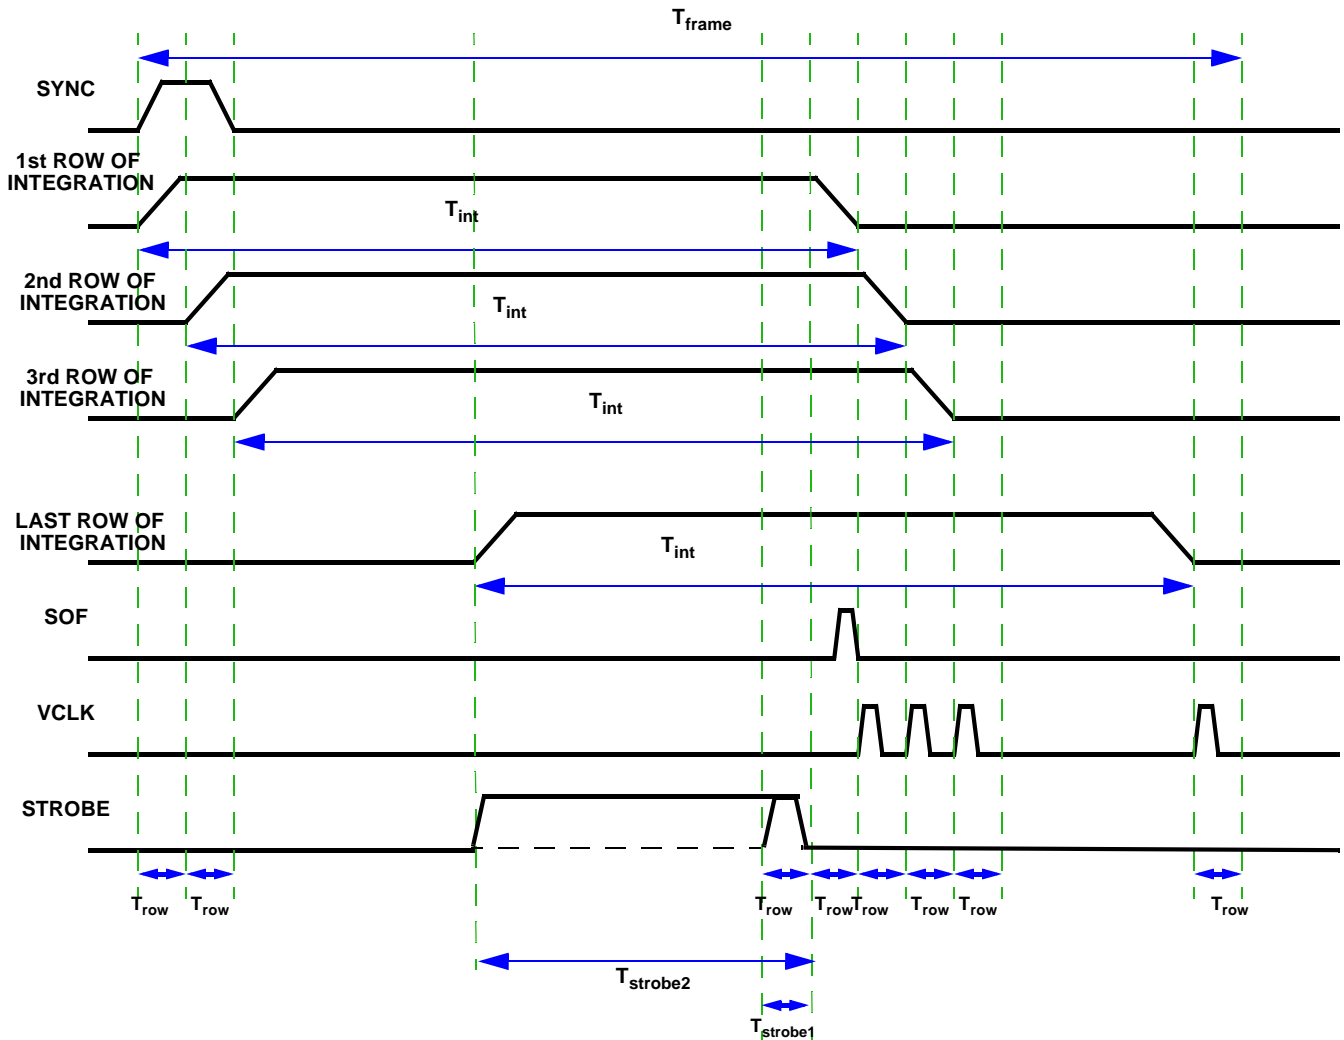 Tframe
SYNC
1st ROW OF
INTEGRATION
Tint
2nd ROW OF
INTEGRATION
Tint
3rd ROW OF
INTEGRATION
Tint
LAST ROW OF
INTEGRATION
Tint
SOF
VCLK
STROBE
Trow Trow Trow Trow Trow Trow Trow Trow
Tstrobe2
Tstrobe1